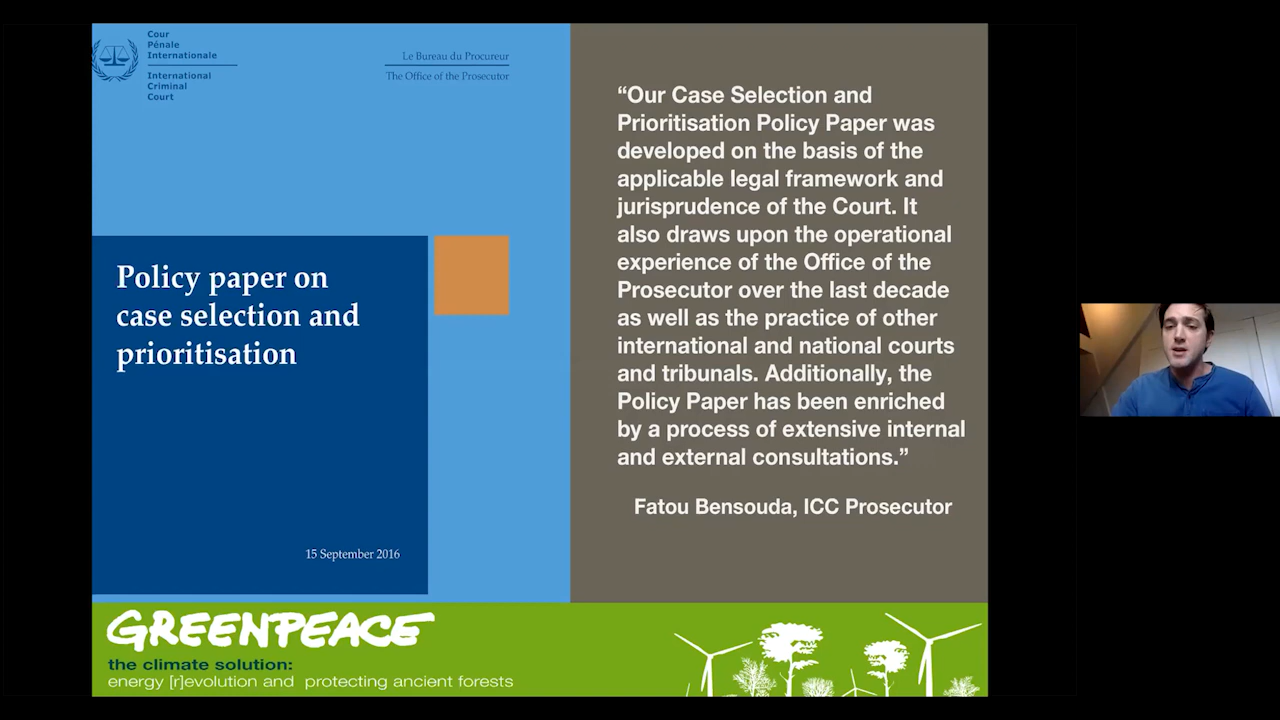 Cour
Pénale
Internationale
International
Criminal
Court
Le Bureau du Procureur
The Office of the Prosecutor
Policy paper on
case selection and
prioritisation
15 September 2016
“Our Case Selection and
Prioritisation Policy Paper was
developed on the basis of the
applicable legal framework and
jurisprudence of the Court. It
also draws upon the operational
experience of the Office of the
Prosecutor over the last decade
as well as the practice of other
international and national courts
and tribunals. Additionally, the
Policy Paper has been enriched
by a process of extensive internal
and external consultations.”
Fatou Bensouda, ICC Prosecutor
GREENPEACE
the climate solution:
energy [r]evolution and protecting ancient forests